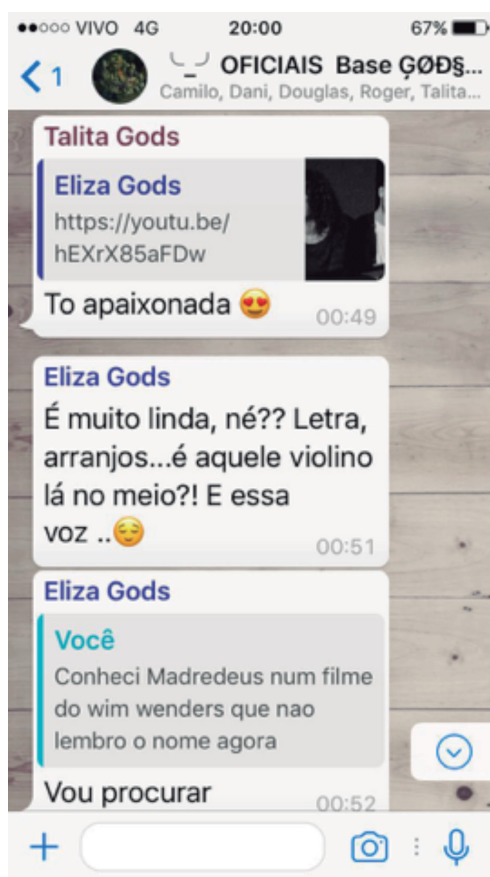 VIVO 4G 20:00 67%
1 OFICIAIS Base ĢØĐ§...
Camilo, Dani, Douglas, Roger, Talita...
Talita Gods
Eliza Gods
https://youtu.be/
hEXrX85aFDw
To apaixonada 😍
00:49
Eliza Gods
É muito linda, né?? Letra,
arranjos...é aquele violino
lá no meio?! E essa
voz ..😌
00:51
Eliza Gods
Você
Conheci Madredeus num filme
do wim wenders que nao
lembro o nome agora
Vou procurar
00:52